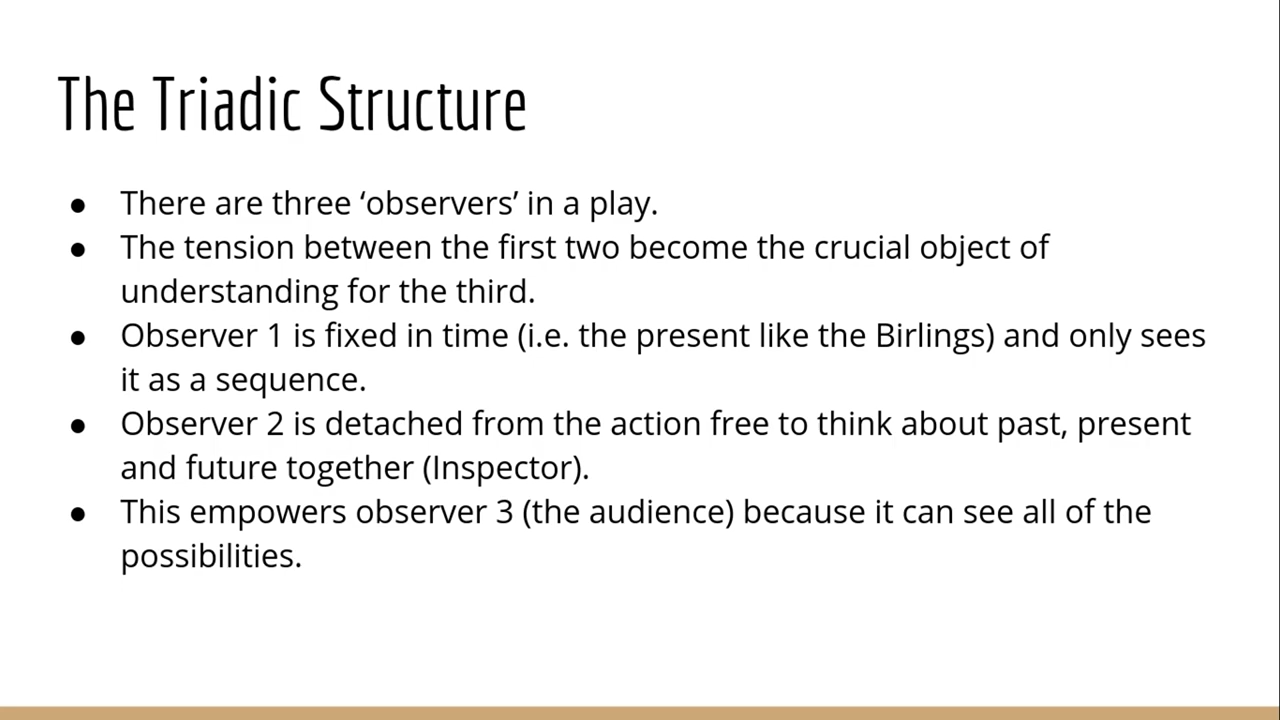 The Triadic Structure
● There are three ‘observers’ in a play.
● The tension between the first two become the crucial object of
understanding for the third.
● Observer 1 is fixed in time (i.e. the present like the Birlings) and only sees
it as a sequence.
● Observer 2 is detached from the action free to think about past, present
and future together (Inspector).
● This empowers observer 3 (the audience) because it can see all of the
possibilities.